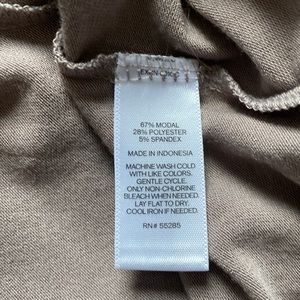 67% MODAL
28% POLYESTER
5% SPANDEX
MADE IN INDONESIA
MACHINE WASH COLD
WITH LIKE COLORS.
GENTLE CYCLE.
ONLY NON-CHLORINE
BLEACH WHEN NEEDED.
LAY FLAT TO DRY.
COOL IRON IF NEEDED.
RN# 55285